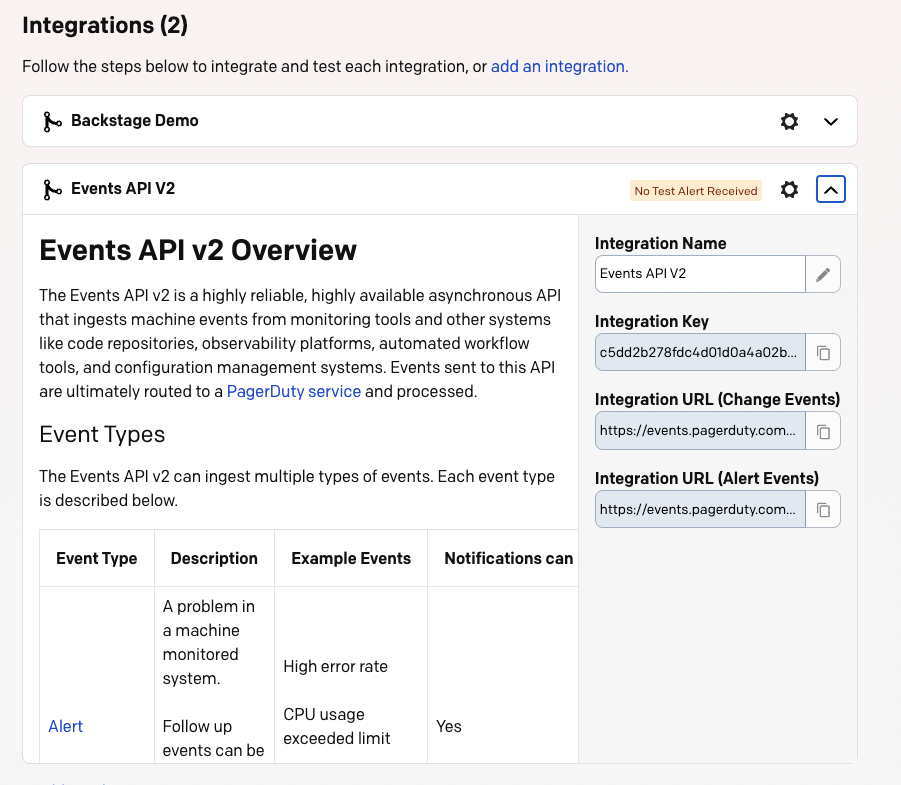 Integrations (2)
Follow the steps below to integrate and test each integration, or add an integration.
Backstage Demo
Events API V2
No Test Alert Received
Events API v2 Overview
The Events API v2 is a highly reliable, highly available asynchronous API
that ingests machine events from monitoring tools and other systems
like code repositories, observability platforms, automated workflow
tools, and configuration management systems. Events sent to this API
are ultimately routed to a PagerDuty service and processed.
Event Types
The Events API v2 can ingest multiple types of events. Each event type
is described below.
Event Type
Description
Example Events
Notifications can
Alert
A problem in
a machine
monitored
system.
Follow up
events can be
High error rate
CPU usage
exceeded limit
Yes
Integration Name
Events API V2
Integration Key
c5dd2b278fdc4d01d0a4a02b...
Integration URL (Change Events)
https://events.pagerduty.com...
Integration URL (Alert Events)
https://events.pagerduty.com...